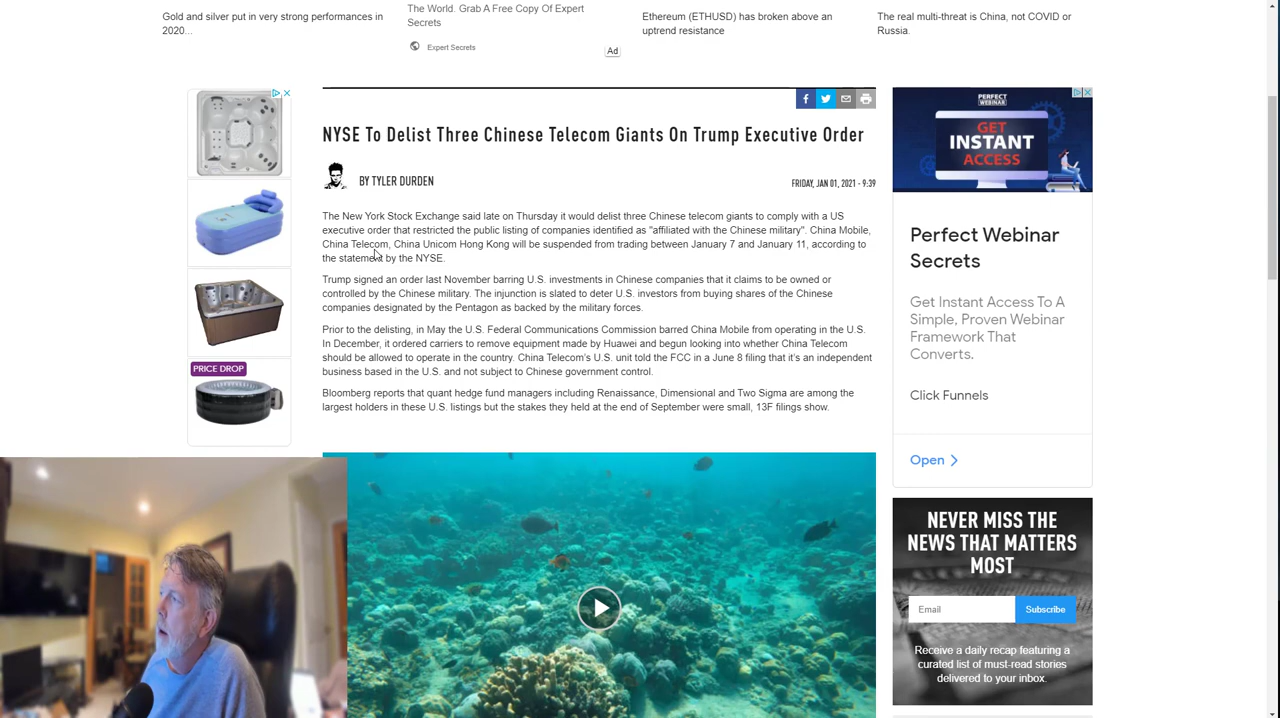 Gold and silver put in very strong performances in
2020...
The World. Grab A Free Copy Of Expert
Secrets
Expert Secrets
Ad
Ethereum (ETHUSD) has broken above an
uptrend resistance
The real multi-threat is China, not COVID or
Russia.
NYSE To Delist Three Chinese Telecom Giants On Trump Executive Order
BY TYLER DURDEN
FRIDAY, JAN 01, 2021 - 9:39
The New York Stock Exchange said late on Thursday it would delist three Chinese telecom giants to comply with a US
executive order that restricted the public listing of companies identified as "affiliated with the Chinese military". China Mobile,
China Telecom, China Unicom Hong Kong will be suspended from trading between January 7 and January 11, according to
the statement by the NYSE.
Trump signed an order last November barring U.S. investments in Chinese companies that it claims to be owned or
controlled by the Chinese military. The injunction is slated to deter U.S. investors from buying shares of the Chinese
companies designated by the Pentagon as backed by the military forces.
Prior to the delisting, in May the U.S. Federal Communications Commission barred China Mobile from operating in the U.S.
In December, it ordered carriers to remove equipment made by Huawei and begun looking into whether China Telecom
should be allowed to operate in the country. China Telecom's U.S. unit told the FCC in a June 8 filing that it's an independent
business based in the U.S. and not subject to Chinese government control.
Bloomberg reports that quant hedge fund managers including Renaissance, Dimensional and Two Sigma are among the
largest holders in these U.S. listings but the stakes they held at the end of September were small, 13F filings show.
PRICE DROP
PERFECT
WEBINAR
GET
INSTANT
ACCESS
Perfect Webinar
Secrets
Get Instant Access To A
Simple, Proven Webinar
Framework That
Converts.
Click Funnels
Open
NEVER MISS THE
NEWS THAT MATTERS
MOST
Email
Subscribe
Receive a daily recap featuring a
curated list of must-read stories
delivered to your inbox.